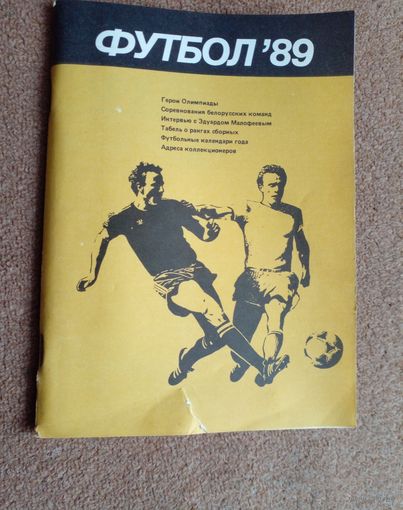 ФУТБОЛ '89
Герои Олимпиады
Соревнования белорусских команд
Интервью с Эдуардом Малофеевым
Табель о рангах сборных
Футбольные календари года
Адреса коллекционеров